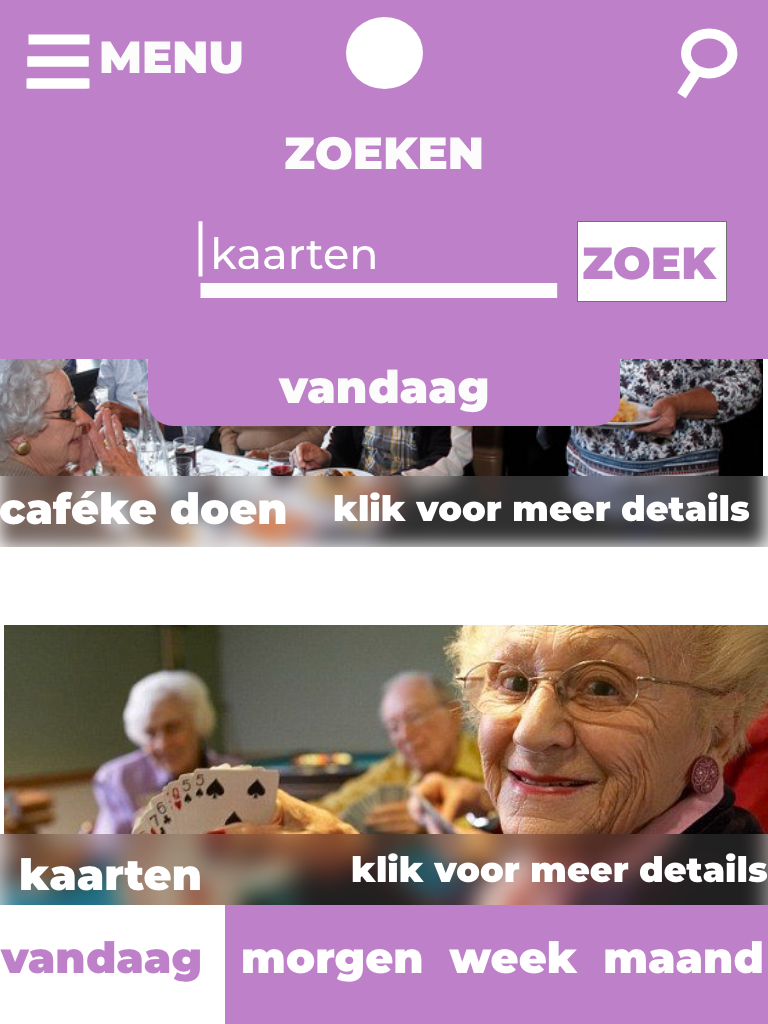 MENU
ZOEKEN
kaarten
ZOEK
vandaag
caféke doen klik voor meer details
kaarten klik voor meer details
vandaag morgen week maand